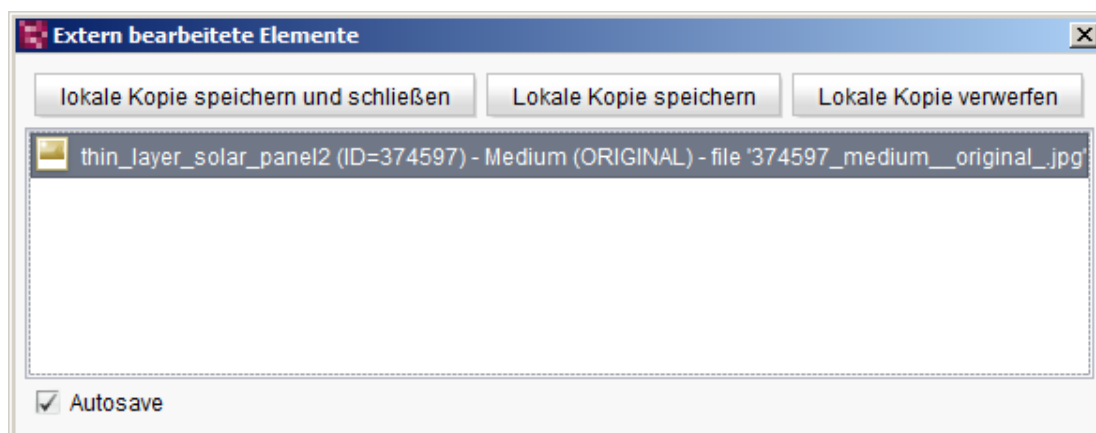 Extern bearbeitete Elemente
lokale Kopie speichern und schließen Lokale Kopie speichern Lokale Kopie verwerfen
thin_layer_solar_panel2 (ID=374597) - Medium (ORIGINAL) - file '374597_medium__original_.jpg'
Autosave